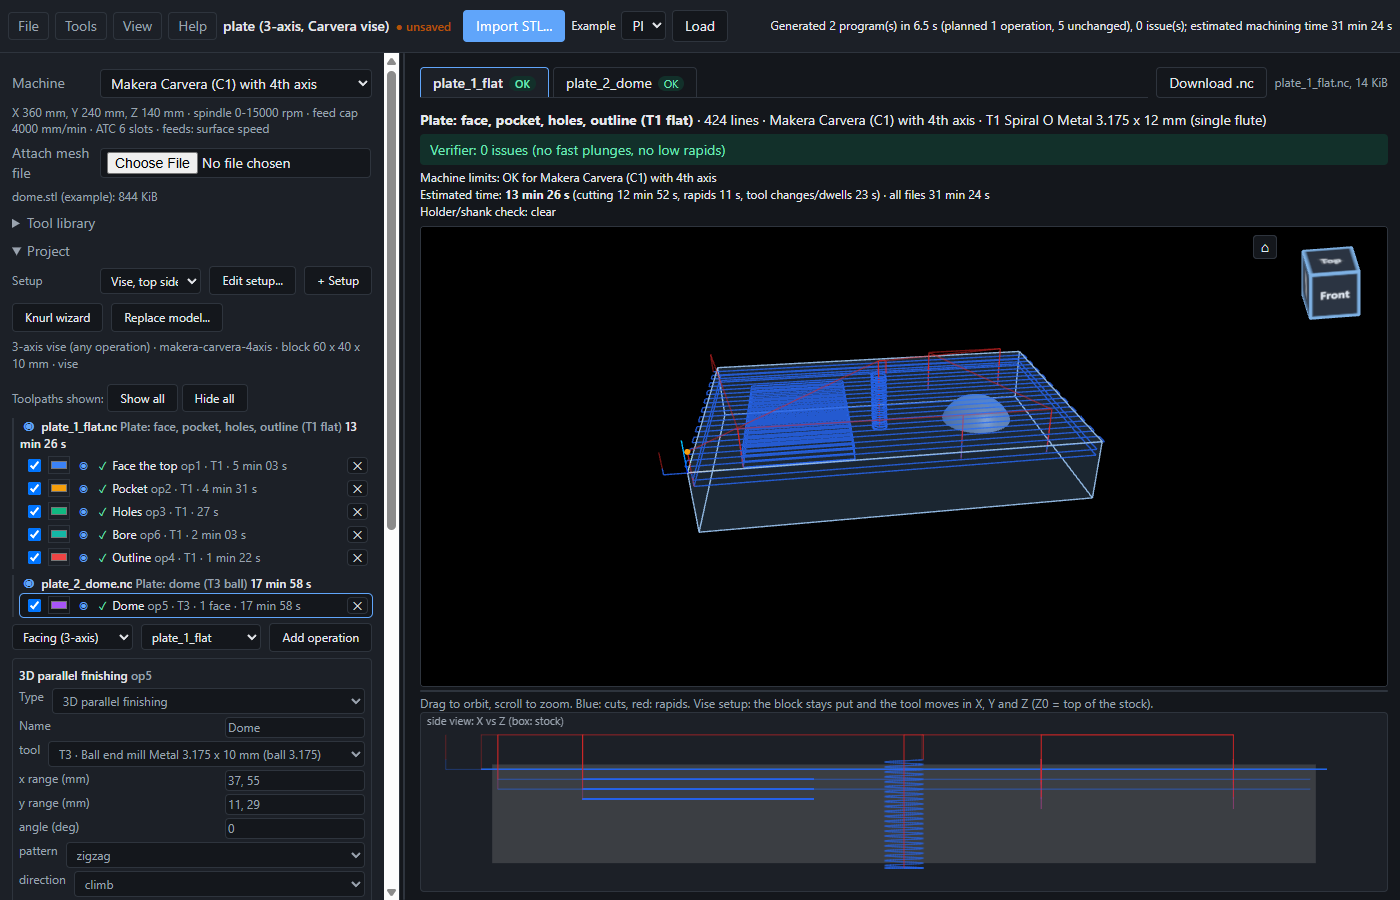 File Tools View Help plate (3-axis, Carvera vise) ● unsaved Import STL... Example Pl Load Generated 2 program(s) in 6.5 s (planned 1 operation, 5 unchanged), 0 issue(s); estimated machining time 31 min 24 s
Machine Makera Carvera (C1) with 4th axis
X 360 mm, Y 240 mm, Z 140 mm · spindle 0-15000 rpm · feed cap
4000 mm/min · ATC 6 slots · feeds: surface speed
Attach mesh file Choose File No file chosen
dome.stl (example): 844 KiB
Tool library
Project
Setup Vise, top side Edit setup... + Setup
Knurl wizard Replace model...
3-axis vise (any operation) · makera-carvera-4axis · block 60 x 40 x
10 mm · vise
Toolpaths shown: Show all Hide all
plate_1_flat.nc Plate: face, pocket, holes, outline (T1 flat) 13
min 26 s
✓ Face the top op1 · T1 · 5 min 03 s ✕
✓ Pocket op2 · T1 · 4 min 31 s ✕
✓ Holes op3 · T1 · 27 s ✕
✓ Bore op6 · T1 · 2 min 03 s ✕
✓ Outline op4 · T1 · 1 min 22 s ✕
plate_2_dome.nc Plate: dome (T3 ball) 17 min 58 s
✓ Dome op5 · T3 · 1 face · 17 min 58 s ✕
Facing (3-axis) plate_1_flat Add operation
3D parallel finishing op5
Type 3D parallel finishing
Name Dome
tool T3 · Ball end mill Metal 3.175 x 10 mm (ball 3.175)
x range (mm) 37, 55
y range (mm) 11, 29
angle (deg) 0
pattern zigzag
direction climb
plate_1_flat OK plate_2_dome OK Download .nc plate_1_flat.nc, 14 KiB
Plate: face, pocket, holes, outline (T1 flat) · 424 lines · Makera Carvera (C1) with 4th axis · T1 Spiral O Metal 3.175 x 12 mm (single flute)
Verifier: 0 issues (no fast plunges, no low rapids)
Machine limits: OK for Makera Carvera (C1) with 4th axis
Estimated time: 13 min 26 s (cutting 12 min 52 s, rapids 11 s, tool changes/dwells 23 s) · all files 31 min 24 s
Holder/shank check: clear
Top
Front
Drag to orbit, scroll to zoom. Blue: cuts, red: rapids. Vise setup: the block stays put and the tool moves in X, Y and Z (Z0 = top of the stock).
side view: X vs Z (box: stock)